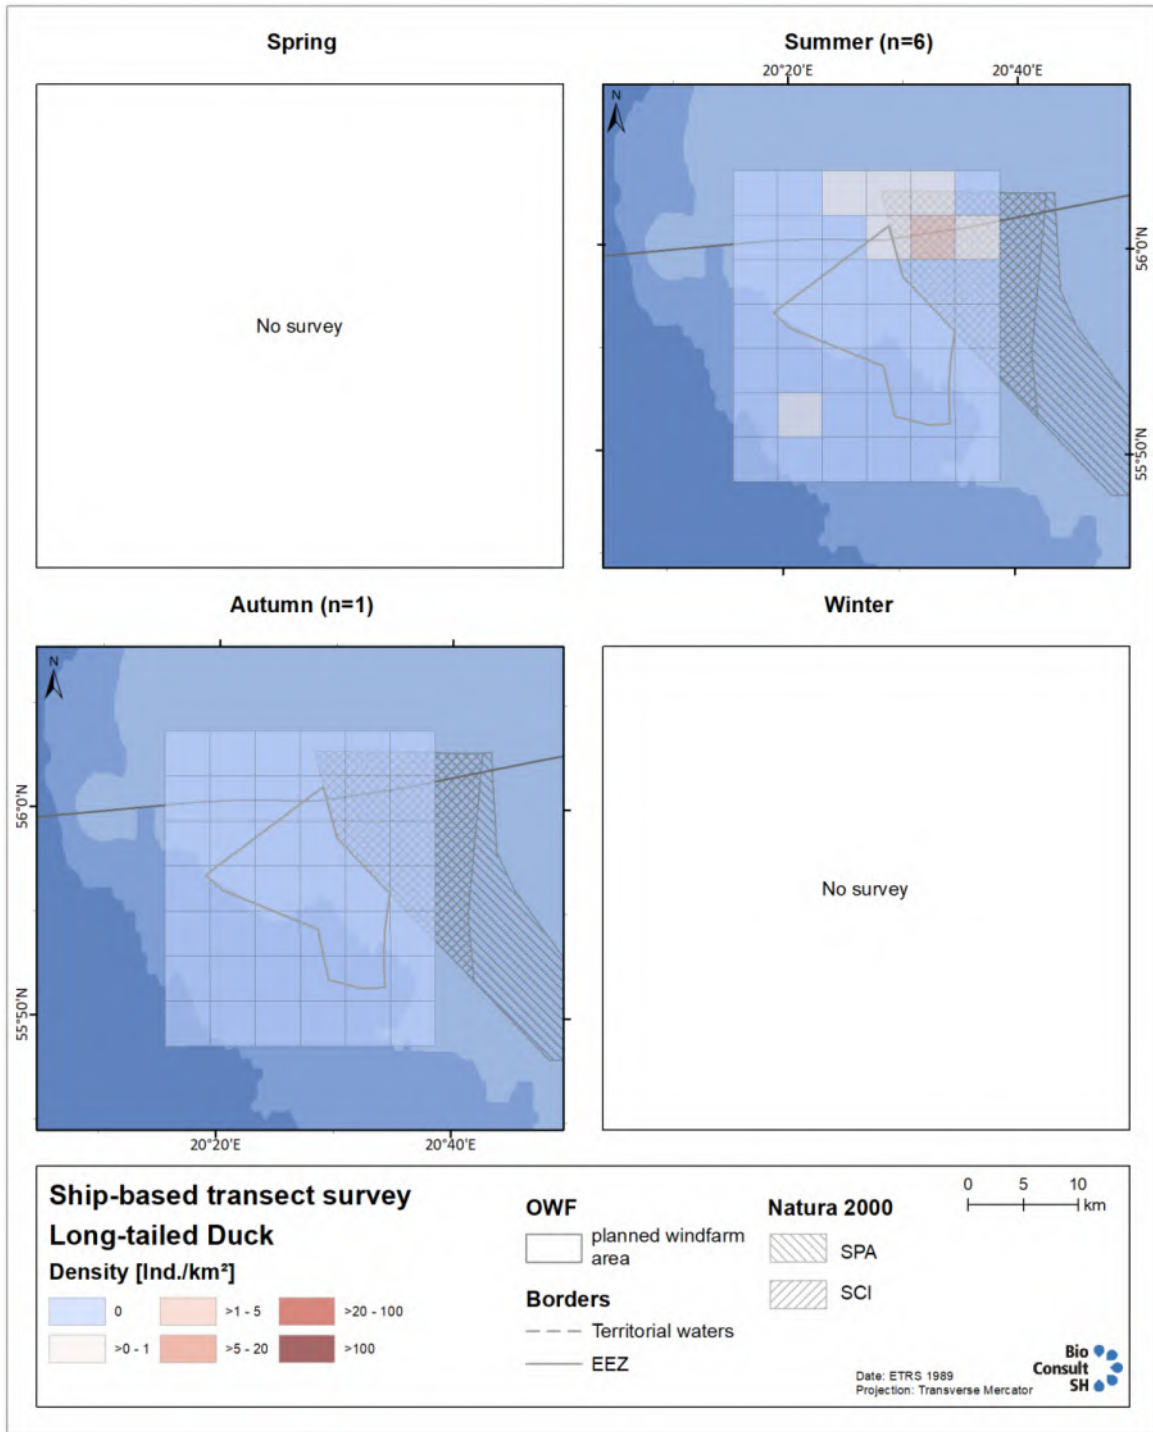 Spring
No survey
Summer (n=6)
20°20'E
20°40'E
N
56°0'N
55°50'N
Autumn (n=1)
N
56°0'N
55°50'N
20°20'E
20°40'E
Winter
No survey
Ship-based transect survey
Long-tailed Duck
Density [Ind./km²]
0
>1 - 5
>20 - 100
>0 - 1
>5 - 20
>100
OWF
planned windfarm
area
Borders
Territorial waters
EEZ
Natura 2000
SPA
SCI
0 5 10
km
Date: ETRS 1989
Projection: Transverse Mercator
Bio
Consult
SH